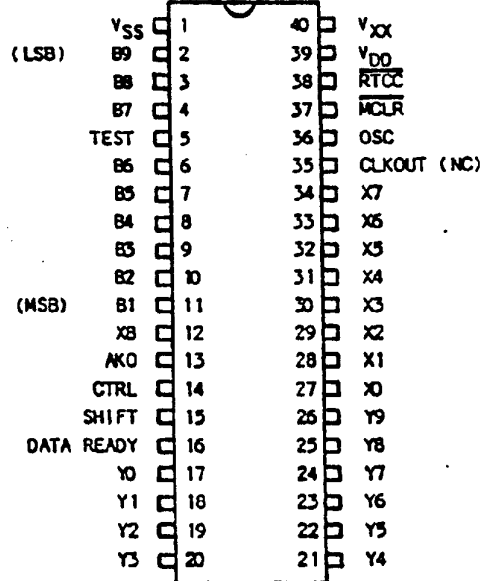 VSS 1 40 VXX
(LSB) B9 2 39 VDD
B8 3 38 RTCC
B7 4 37 MCLR
TEST 5 36 OSC
B6 6 35 CLKOUT (NC)
B5 7 34 X7
B4 8 33 X6
B3 9 32 X5
B2 10 31 X4
(MSB) B1 11 30 X3
X8 12 29 X2
AKO 13 28 X1
CTRL 14 27 X0
SHIFT 15 26 Y9
DATA READY 16 25 Y8
Y0 17 24 Y7
Y1 18 23 Y6
Y2 19 22 Y5
Y3 20 21 Y4